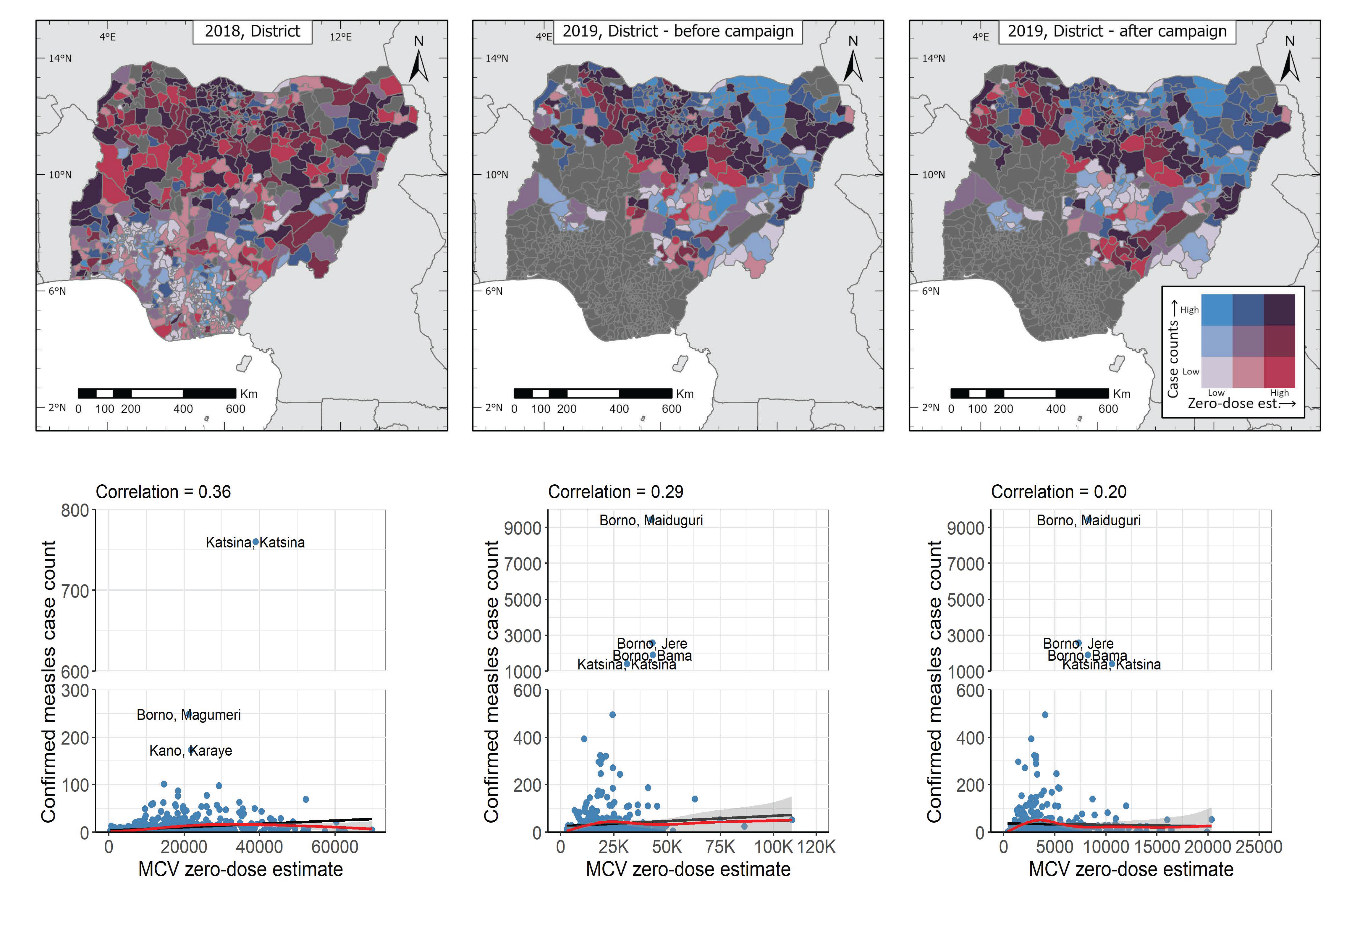 2018, District
2019, District - before campaign
2019, District - after campaign
4°E
12°E
N
4°E
N
4°E
N
14°N
14°N
14°N
10°N
10°N
10°N
6°N
6°N
6°N
2°N
2°N
2°N
Km
0 100 200 400 600
Km
0 100 200 400 600
Km
0 100 200 400 600
Case counts
High
Low
Low
High
Zero-dose est.
Correlation = 0.36
Confirmed measles case count
800
700
600
300
200
100
0
Katsina, Katsina
Borno, Magumeri
Kano, Karaye
0 20000 40000 60000
MCV zero-dose estimate
Correlation = 0.29
Confirmed measles case count
9000
7000
5000
3000
1000
600
400
200
0
Borno, Maiduguri
Borno, Jere
Borno, Bama
Katsina, Katsina
0 25K 50K 75K 100K 120K
MCV zero-dose estimate
Correlation = 0.20
Confirmed measles case count
9000
7000
5000
3000
1000
600
400
200
0
Borno, Maiduguri
Borno, Jere
Borno, Bama
Katsina, Katsina
0 5000 10000 15000 20000 25000
MCV zero-dose estimate